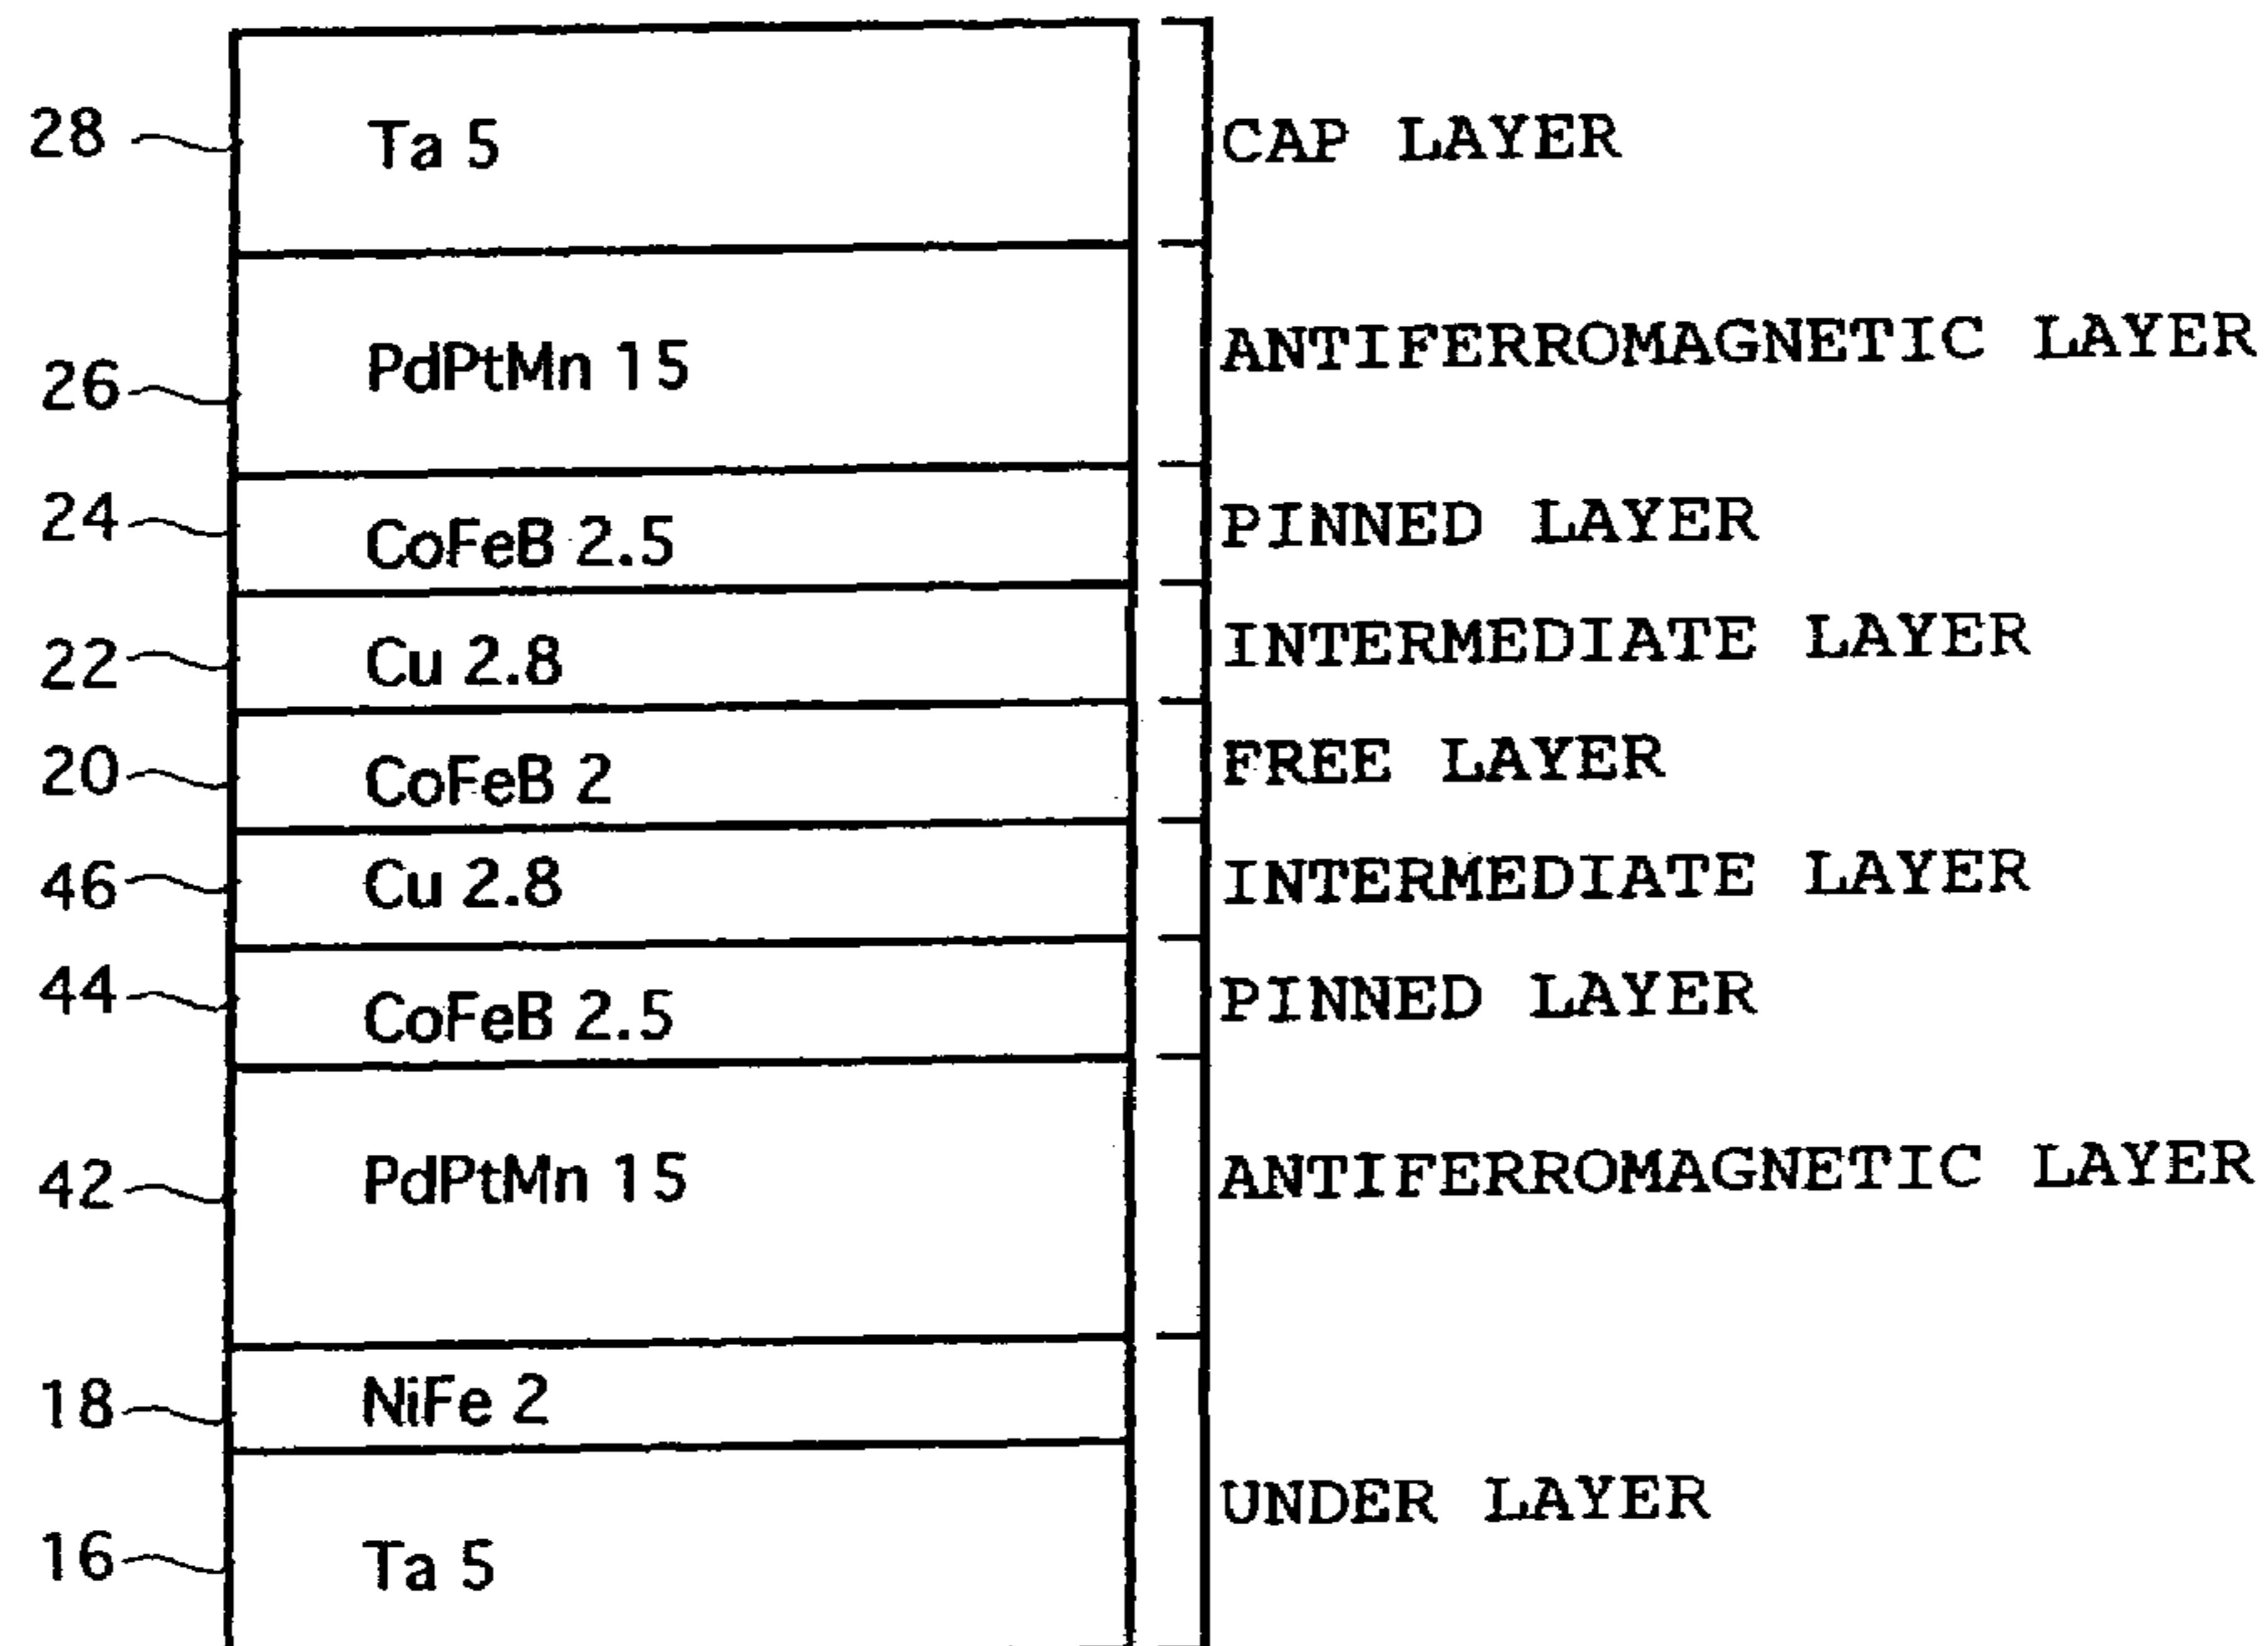 28 Ta 5 CAP LAYER
26 PdPtMn 15 ANTIFERROMAGNETIC LAYER
24 CoFeB 2.5 PINNED LAYER
22 Cu 2.8 INTERMEDIATE LAYER
20 CoFeB 2 FREE LAYER
46 Cu 2.8 INTERMEDIATE LAYER
44 CoFeB 2.5 PINNED LAYER
42 PdPtMn 15 ANTIFERROMAGNETIC LAYER
18 NiFe 2
UNDER LAYER
16 Ta 5